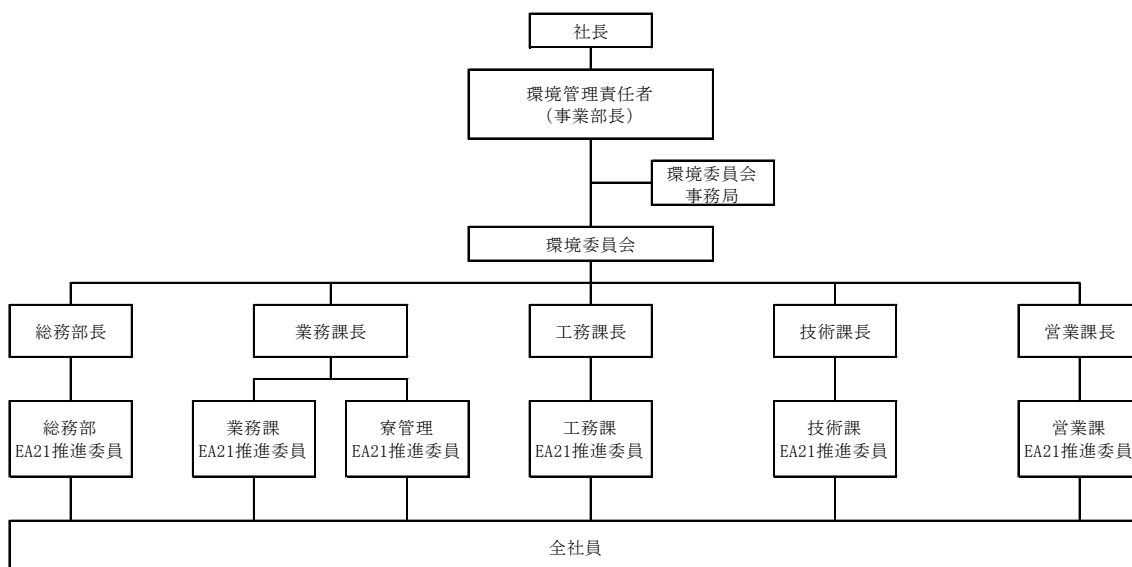 社長
環境管理責任者
(事業部長)
環境委員会
事務局
環境委員会
総務部長
業務課長
工務課長
技術課長
営業課長
総務部
EA21推進委員
業務課
EA21推進委員
寮管理
EA21推進委員
工務課
EA21推進委員
技術課
EA21推進委員
営業課
EA21推進委員
全社員